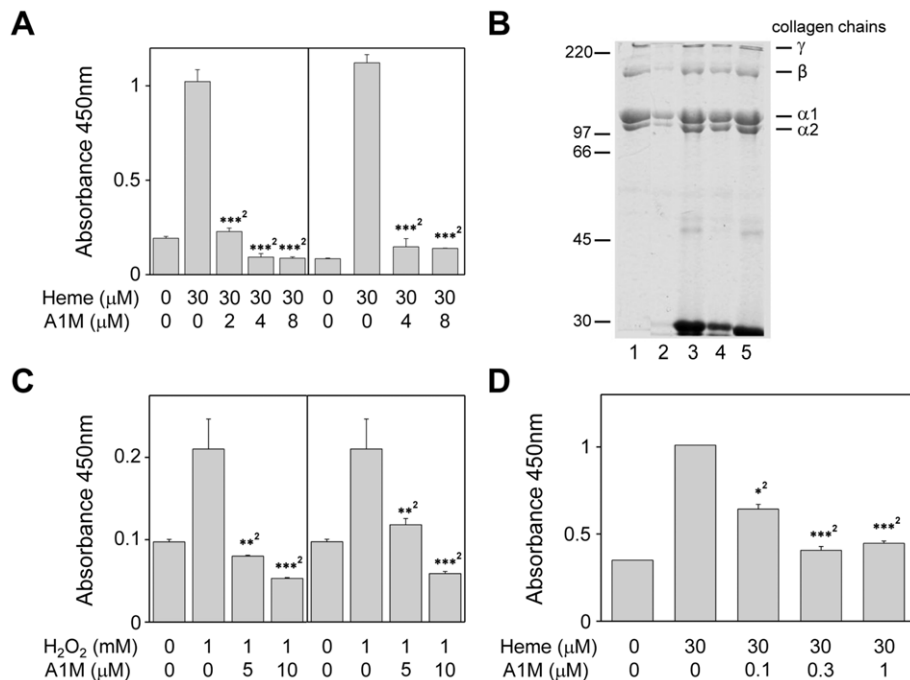 A
Absorbance 450nm
1
0.5
0
***2 ***2 ***2 ***2 ***2
Heme (μM) 0 30 30 30 30 0 30 30 30
A1M (μM) 0 0 2 4 8 0 0 4 8
B
collagen chains
220
γ
β
α1
α2
97
66
45
30
1 2 3 4 5
C
Absorbance 450nm
0.2
0.1
0
**2 ***2 **2 ***2
H2O2 (mM) 0 1 1 1 0 1 1 1
A1M (μM) 0 0 5 10 0 0 5 10
D
Absorbance 450nm
1
0.5
0
*2 ***2 ***2
Heme (μM) 0 30 30 30 30
A1M (μM) 0 0 0.1 0.3 1